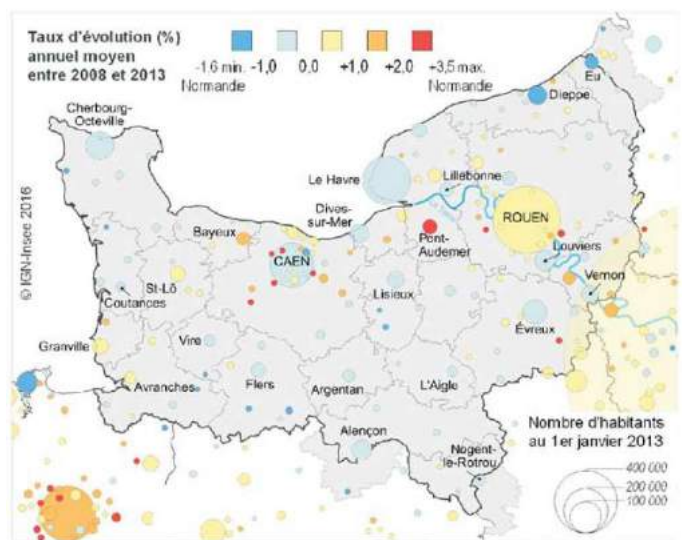 Taux d'évolution (%)
annuel moyen
entre 2008 et 2013
-1,6 min. -1,0 0,0 +1,0 +2,0 +3,5 max.
Normandie Normandie
Cherbourg-
Octeville
Eu
Dieppe
Le Havre
Lillebonne
Dives-
sur-Mer
ROUEN
Bayeux
CAEN
Pont-
Audemer
Louviers
Vernon
St-Lô
Coutances
Lisieux
Évreux
Granville
Vire
Avranches
Flers
Argentan
L'Aigle
Alençon
Nogent-
le-Rotrou
Nombre d'habitants
au 1er janvier 2013
400 000
200 000
100 000
© IGN-Insee 2016